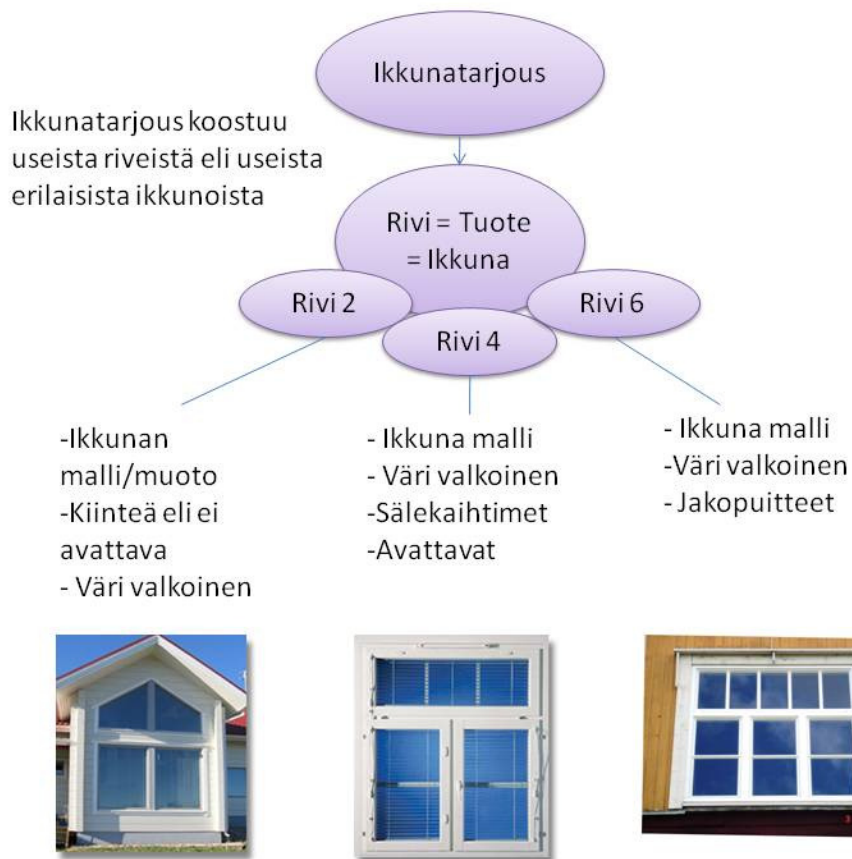 Ikkunatarjous
Ikkunatarjous koostuu
useista riveistä eli useista
erilaisista ikkunoista
Rivi = Tuote
= Ikkuna
Rivi 2
Rivi 4
Rivi 6
-Ikkunan
malli/muoto
-Kiinteä eli ei
avattava
- Väri valkoinen
- Ikkuna malli
- Väri valkoinen
-Sälekaihtimet
-Avattavat
- Ikkuna malli
-Väri valkoinen
- Jakopuitteet
3